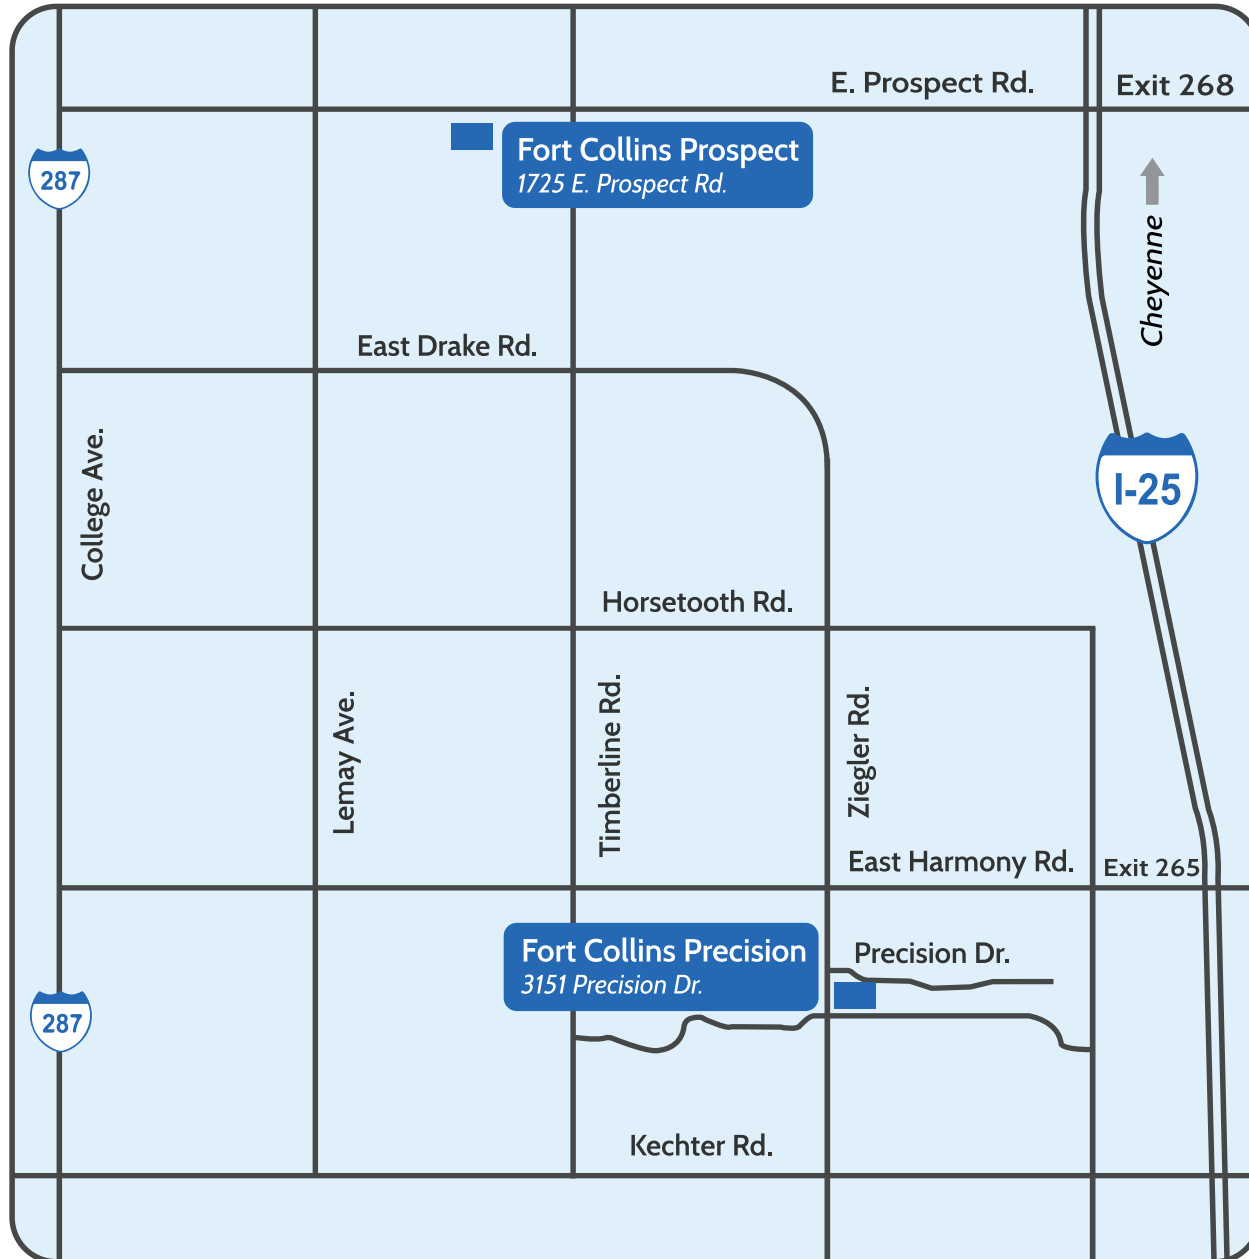 E. Prospect Rd.
Exit 268
Fort Collins Prospect
1725 E. Prospect Rd.
287
Cheyenne
East Drake Rd.
College Ave.
I-25
Horsetooth Rd.
Lemay Ave.
Timberline Rd.
Ziegler Rd.
East Harmony Rd.
Exit 265
Fort Collins Precision
3151 Precision Dr.
Precision Dr.
287
Kechter Rd.